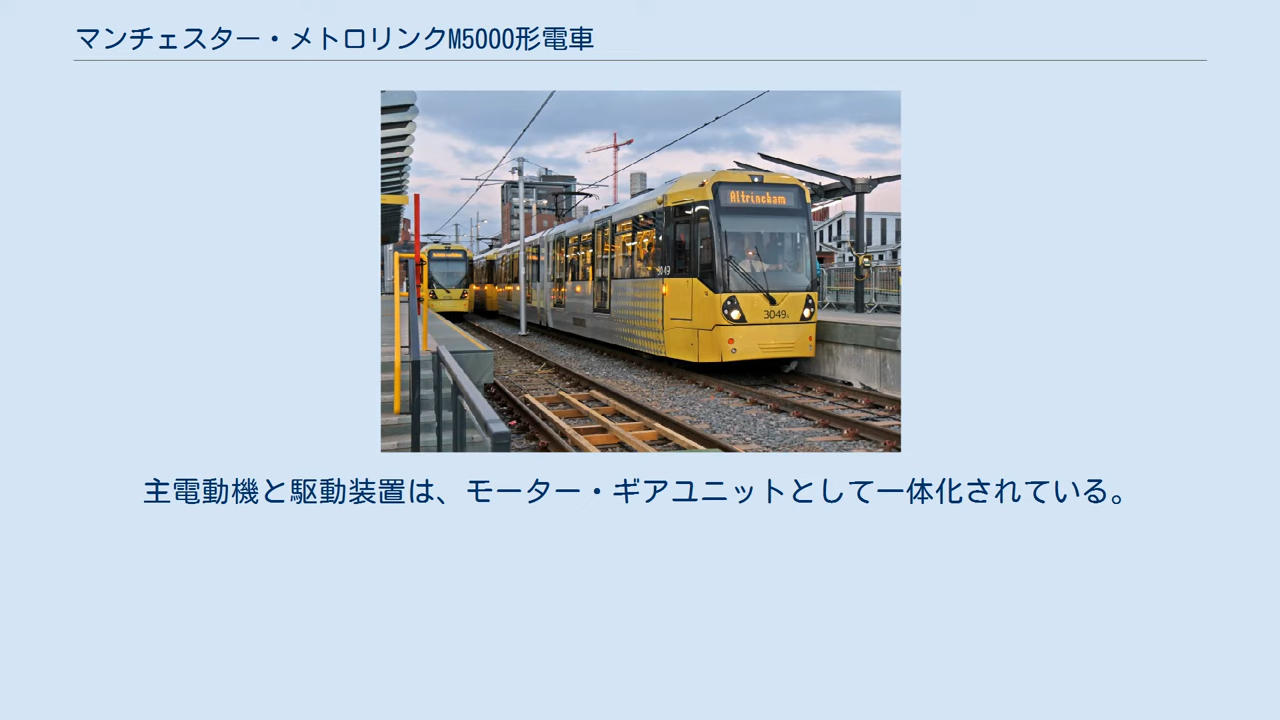 マンチェスター・メトロリンクM5000形電車
Altrincham
3049
3049
主電動機と駆動装置は、モーター・ギアユニットとして一体化されている。